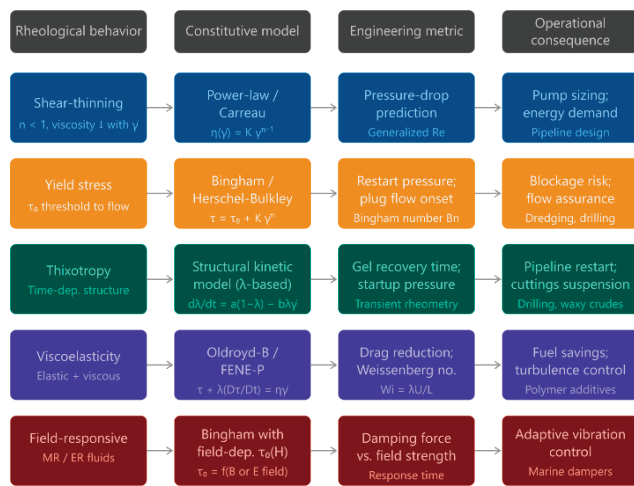 Rheological behavior
Constitutive model
Engineering metric
Operational
consequence
Shear-thinning
n < 1, viscosity ↓ with γ̇
Power-law /
Carreau
η(γ̇) = K γ̇ⁿ⁻¹
Pressure-drop
prediction
Generalized Re
Pump sizing;
energy demand
Pipeline design
Yield stress
τ₀ threshold to flow
Bingham /
Herschel-Bulkley
τ = τ₀ + K γ̇ⁿ
Restart pressure;
plug flow onset
Bingham number Bn
Blockage risk;
flow assurance
Dredging, drilling
Thixotropy
Time-dep. structure
Structural kinetic
model (λ-based)
dλ/dt = a(1−λ) − bλγ̇
Gel recovery time;
startup pressure
Transient rheometry
Pipeline restart;
cuttings suspension
Drilling, waxy crudes
Viscoelasticity
Elastic + viscous
Oldroyd-B /
FENE-P
τ + λ(Dτ/Dt) = ηγ̇
Drag reduction;
Weissenberg no.
Wi = λU/L
Fuel savings;
turbulence control
Polymer additives
Field-responsive
MR / ER fluids
Bingham with
field-dep. τ₀(H)
τ₀ = f(B or E field)
Damping force
vs. field strength
Response time
Adaptive vibration
control
Marine dampers